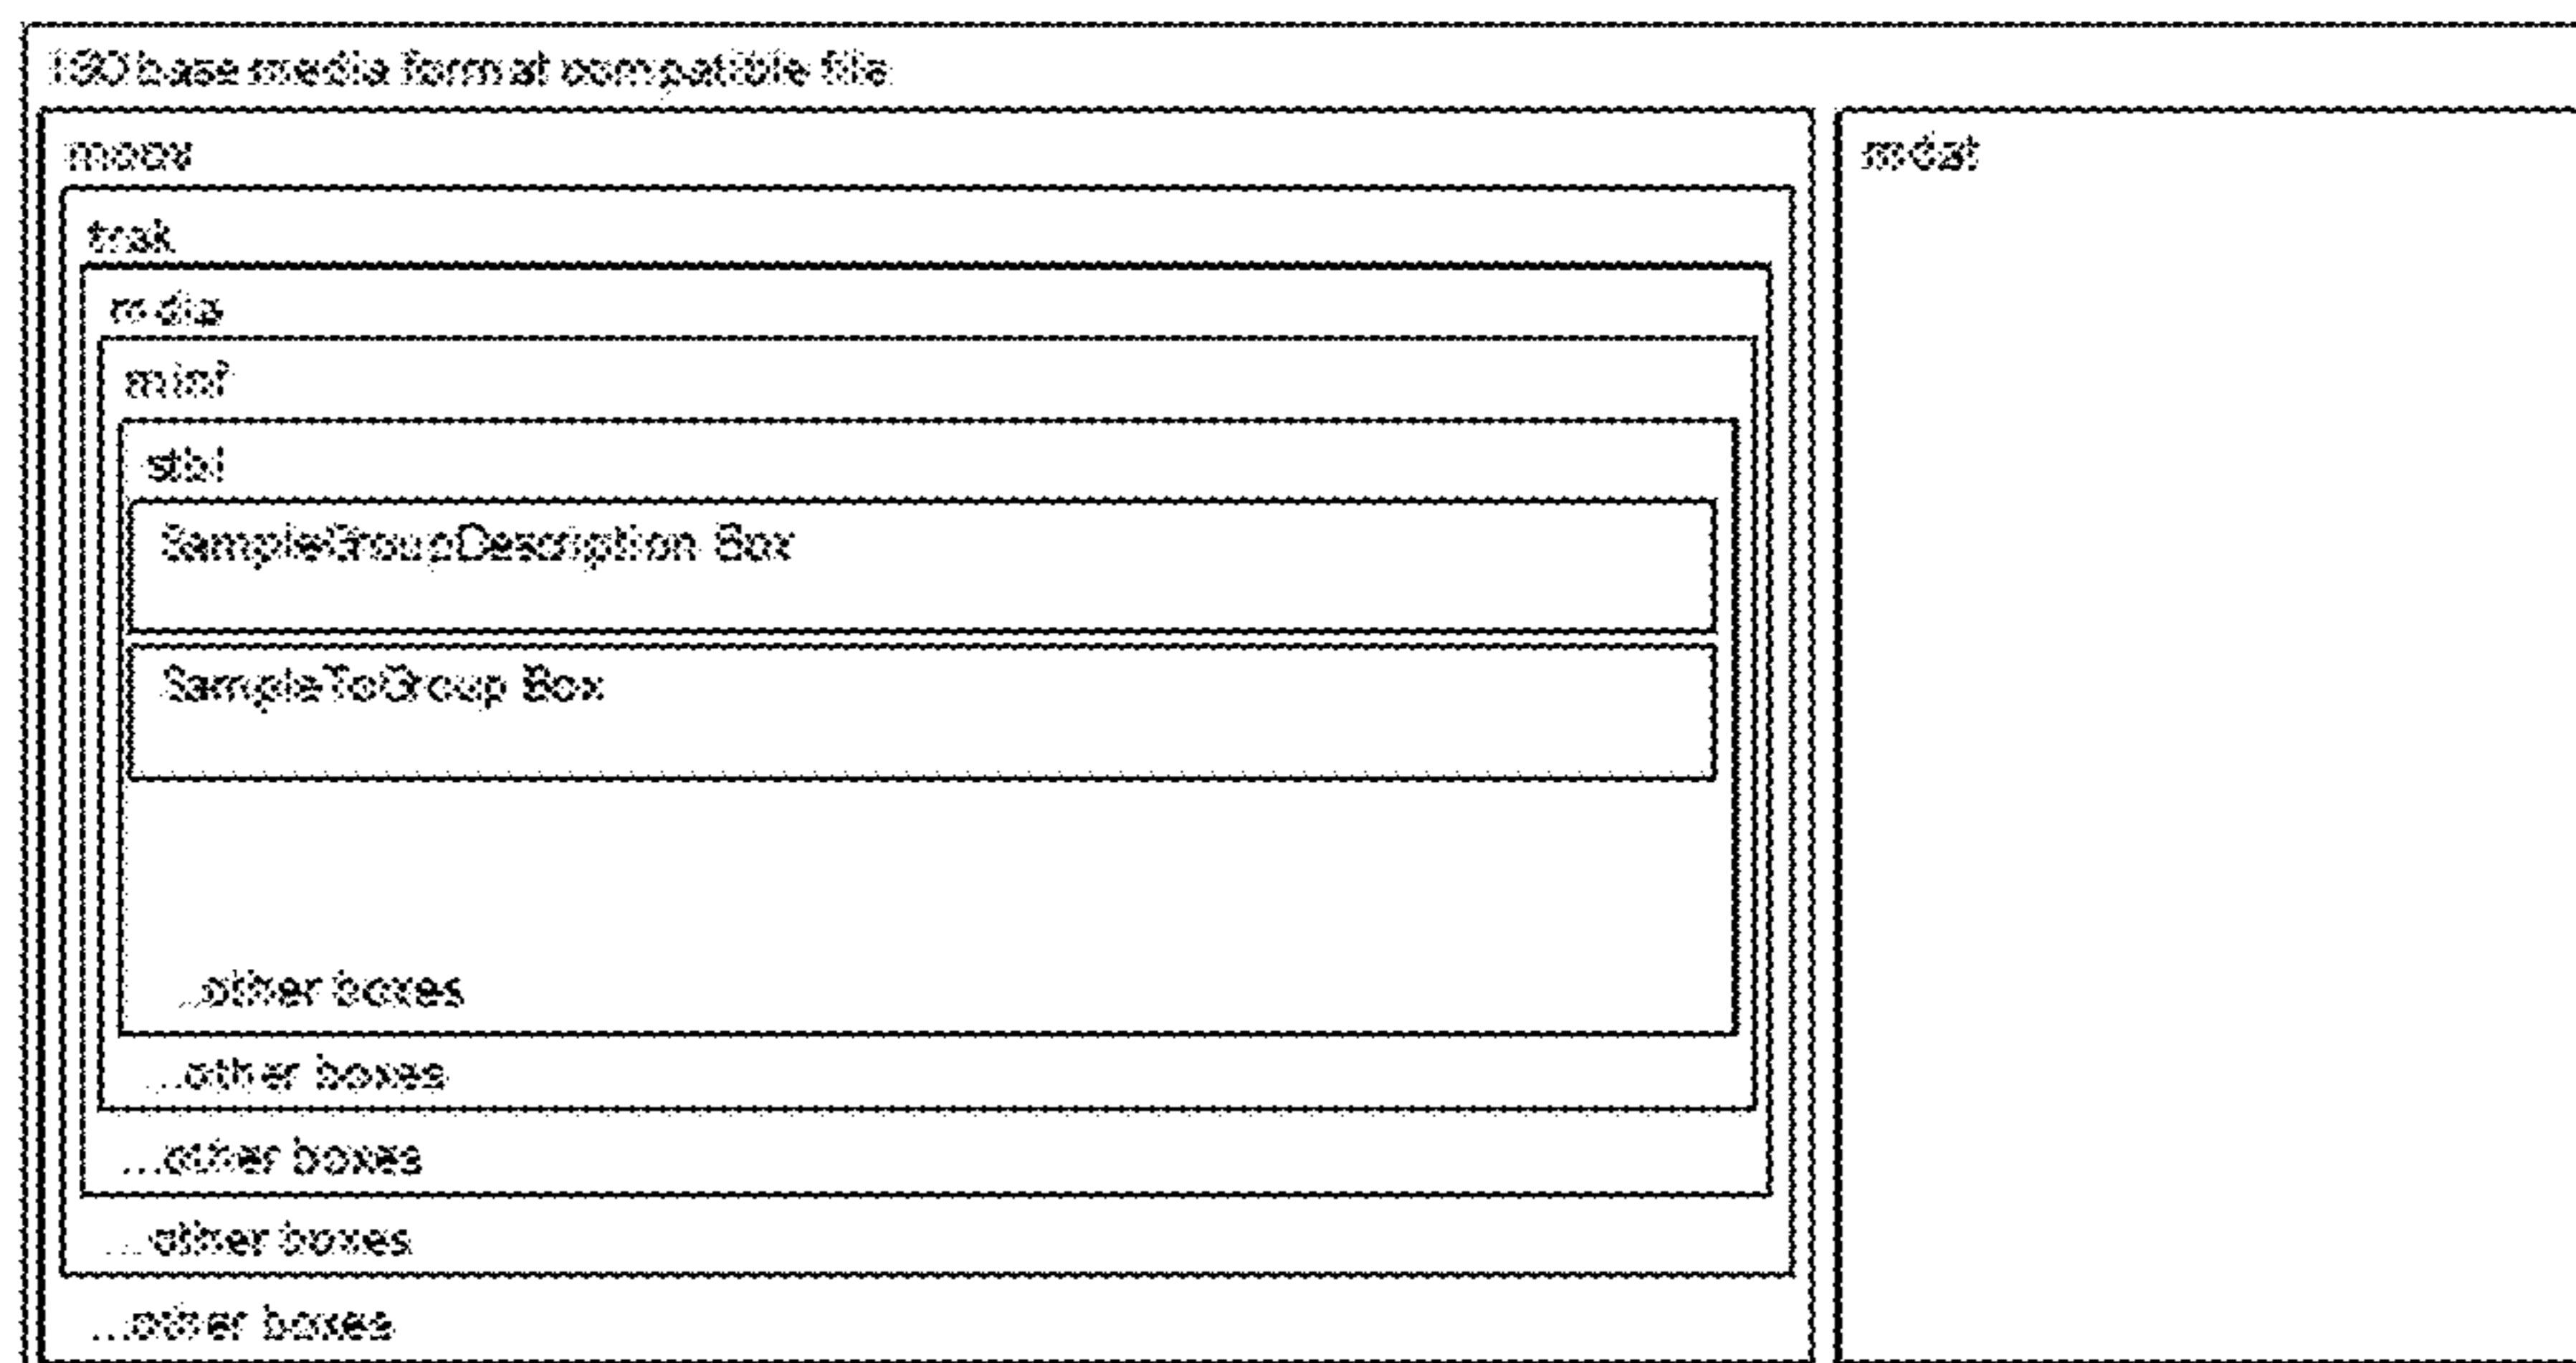 ISO base media format compatible file
moov
mdat
trak
mdia
minf
stbl
SampleGroupDescription Box
SampleToGroup Box
...other boxes
...other boxes
...other boxes
...other boxes
...other boxes